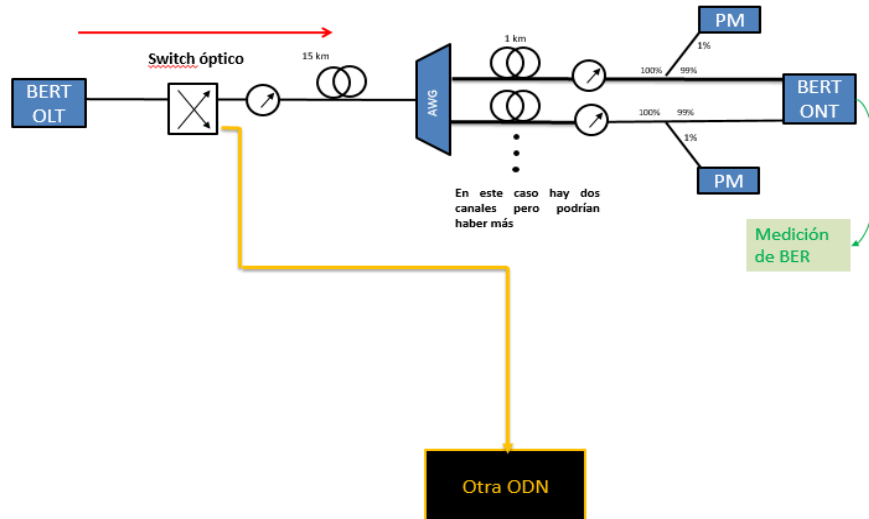 PM
1 km
1%
Switch óptico
15 km
100%
99%
BERT
OLT
AWG
BERT
ONT
100%
99%
1%
PM
En este caso hay dos
canales pero podrían
haber más
Medición
de BER
Otra ODN